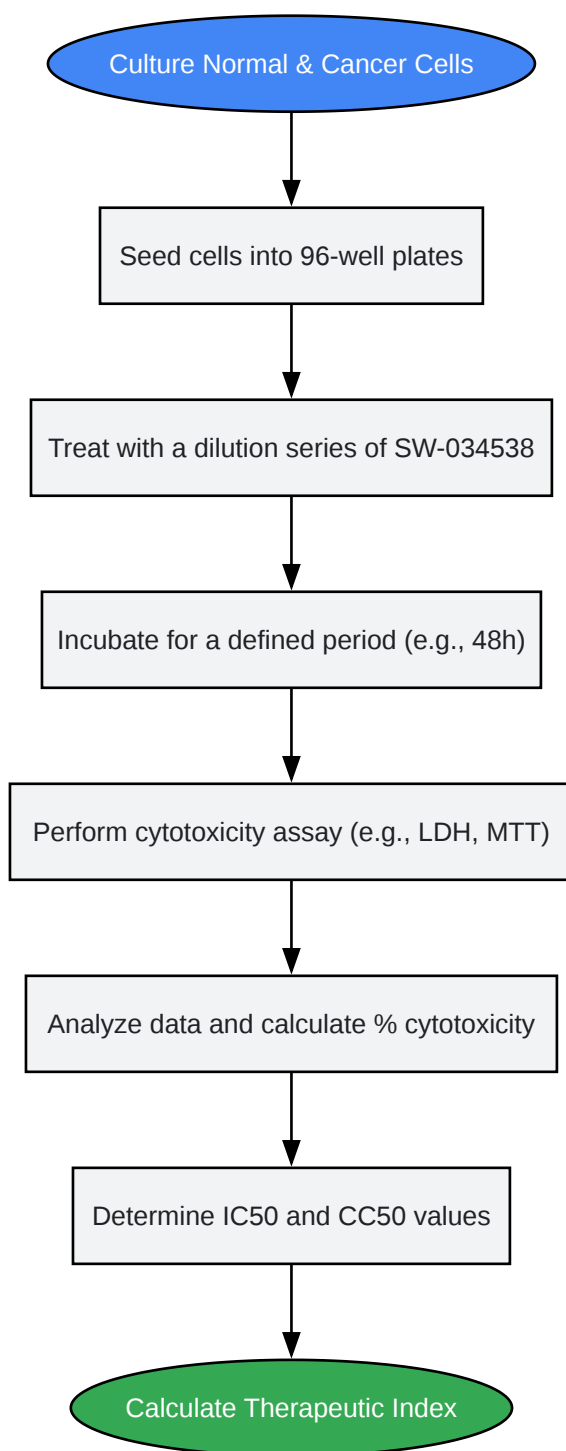 Culture Normal & Cancer Cells
Seed cells into 96-well plates
Treat with a dilution series of SW-034538
Incubate for a defined period (e.g., 48h)
Perform cytotoxicity assay (e.g., LDH, MTT)
Analyze data and calculate % cytotoxicity
Determine IC50 and CC50 values
Calculate Therapeutic Index